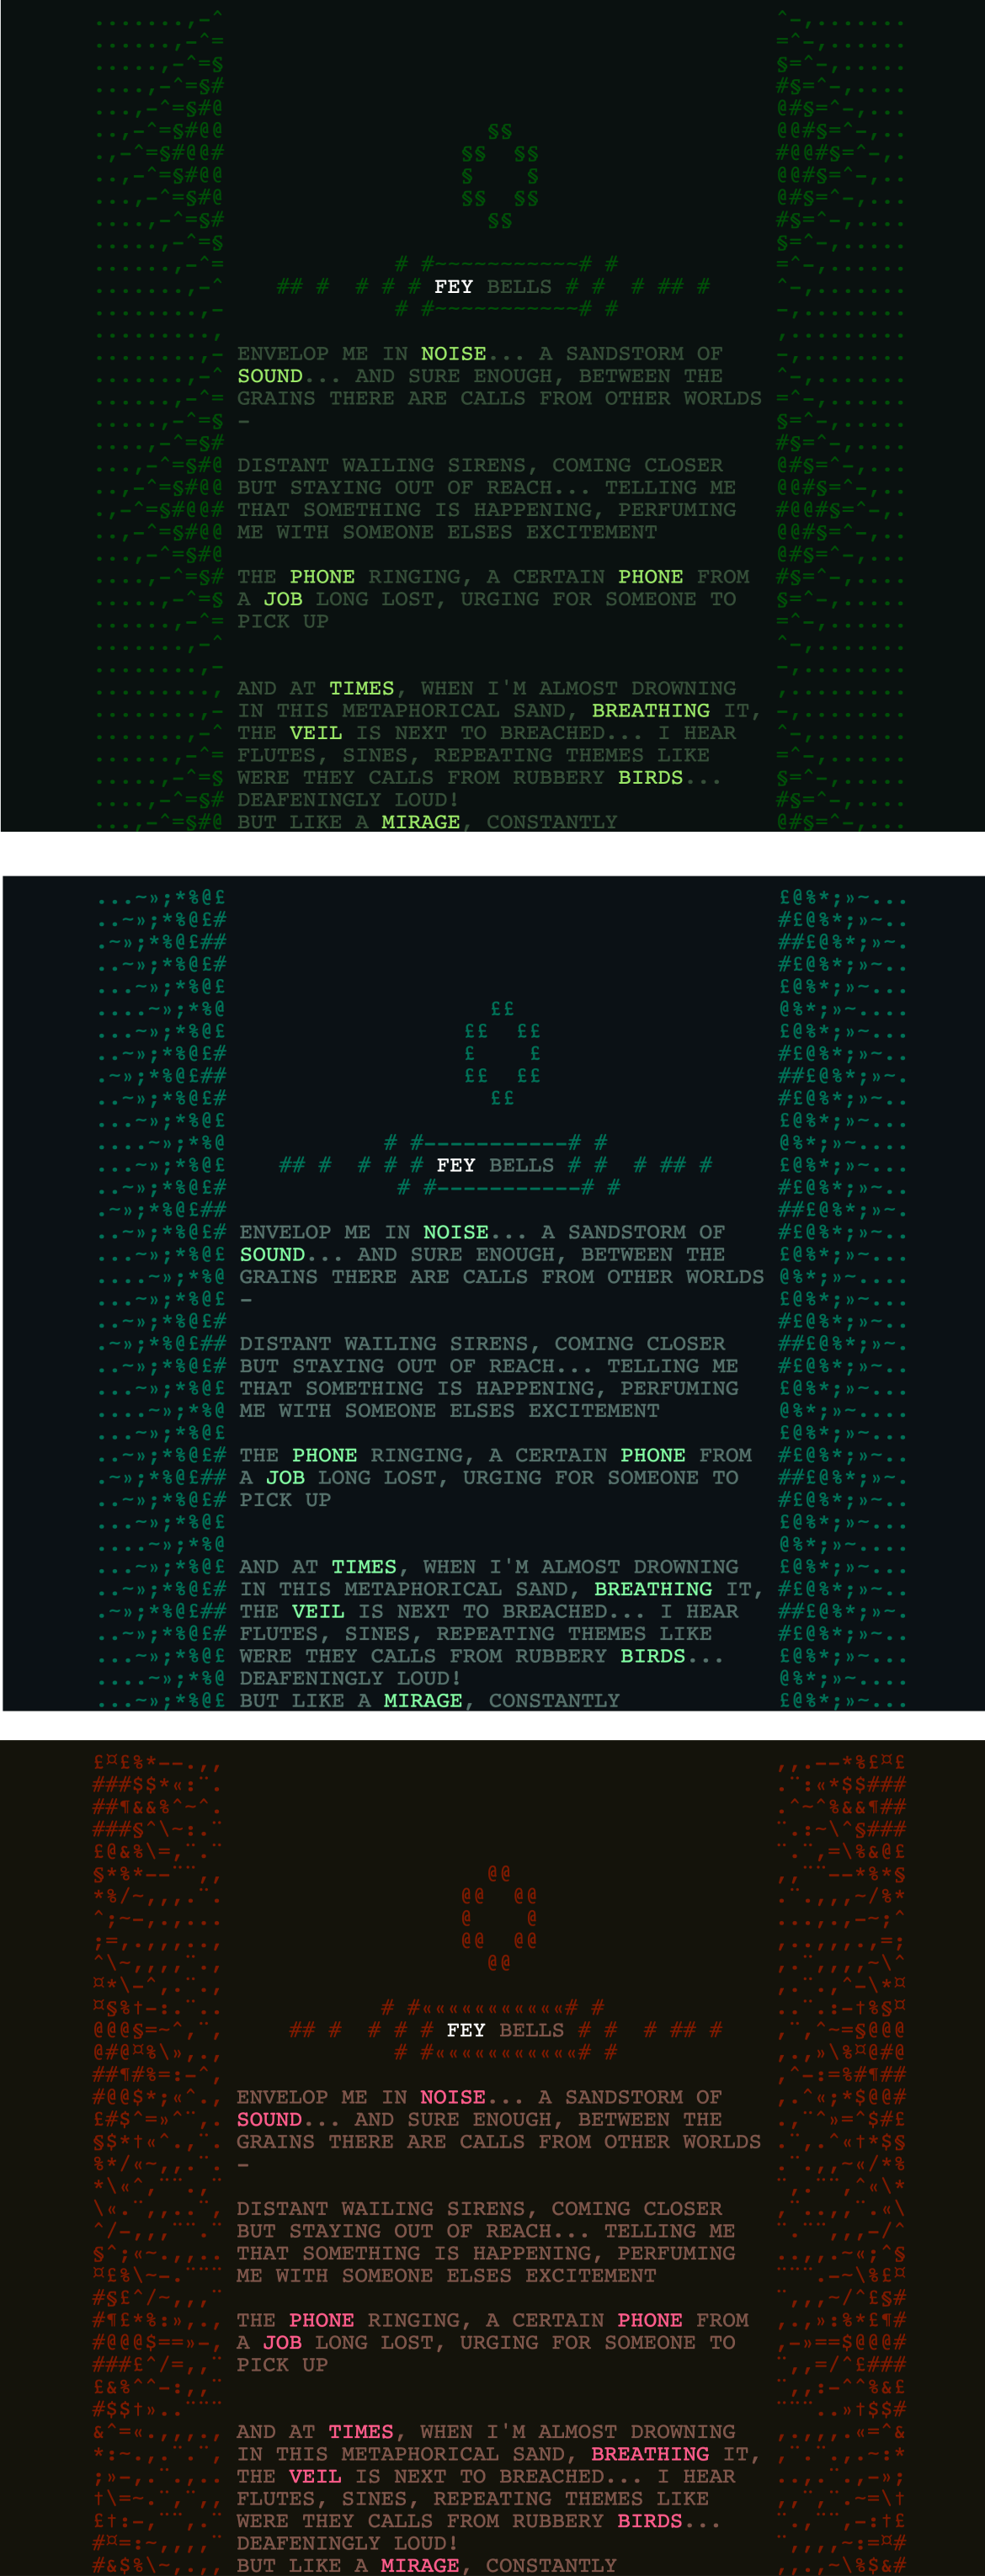 FEY BELLS
ENVELOP ME IN NOISE... A SANDSTORM OF
SOUND... AND SURE ENOUGH, BETWEEN THE
GRAINS THERE ARE CALLS FROM OTHER WORLDS
–
DISTANT WAILING SIRENS, COMING CLOSER
BUT STAYING OUT OF REACH... TELLING ME
THAT SOMETHING IS HAPPENING, PERFUMING
ME WITH SOMEONE ELSES EXCITEMENT
THE PHONE RINGING, A CERTAIN PHONE FROM
A JOB LONG LOST, URGING FOR SOMEONE TO
PICK UP
AND AT TIMES, WHEN I'M ALMOST DROWNING
IN THIS METAPHORICAL SAND, BREATHING IT,
THE VEIL IS NEXT TO BREACHED... I HEAR
FLUTES, SINES, REPEATING THEMES LIKE
WERE THEY CALLS FROM RUBBERY BIRDS...
DEAFENINGLY LOUD!
BUT LIKE A MIRAGE, CONSTANTLY
FEY BELLS
ENVELOP ME IN NOISE... A SANDSTORM OF
SOUND... AND SURE ENOUGH, BETWEEN THE
GRAINS THERE ARE CALLS FROM OTHER WORLDS
–
DISTANT WAILING SIRENS, COMING CLOSER
BUT STAYING OUT OF REACH... TELLING ME
THAT SOMETHING IS HAPPENING, PERFUMING
ME WITH SOMEONE ELSES EXCITEMENT
THE PHONE RINGING, A CERTAIN PHONE FROM
A JOB LONG LOST, URGING FOR SOMEONE TO
PICK UP
AND AT TIMES, WHEN I'M ALMOST DROWNING
IN THIS METAPHORICAL SAND, BREATHING IT,
THE VEIL IS NEXT TO BREACHED... I HEAR
FLUTES, SINES, REPEATING THEMES LIKE
WERE THEY CALLS FROM RUBBERY BIRDS...
DEAFENINGLY LOUD!
BUT LIKE A MIRAGE, CONSTANTLY
FEY BELLS
ENVELOP ME IN NOISE... A SANDSTORM OF
SOUND... AND SURE ENOUGH, BETWEEN THE
GRAINS THERE ARE CALLS FROM OTHER WORLDS
–
DISTANT WAILING SIRENS, COMING CLOSER
BUT STAYING OUT OF REACH... TELLING ME
THAT SOMETHING IS HAPPENING, PERFUMING
ME WITH SOMEONE ELSES EXCITEMENT
THE PHONE RINGING, A CERTAIN PHONE FROM
A JOB LONG LOST, URGING FOR SOMEONE TO
PICK UP
AND AT TIMES, WHEN I'M ALMOST DROWNING
IN THIS METAPHORICAL SAND, BREATHING IT,
THE VEIL IS NEXT TO BREACHED... I HEAR
FLUTES, SINES, REPEATING THEMES LIKE
WERE THEY CALLS FROM RUBBERY BIRDS...
DEAFENINGLY LOUD!
BUT LIKE A MIRAGE, CONSTANTLY